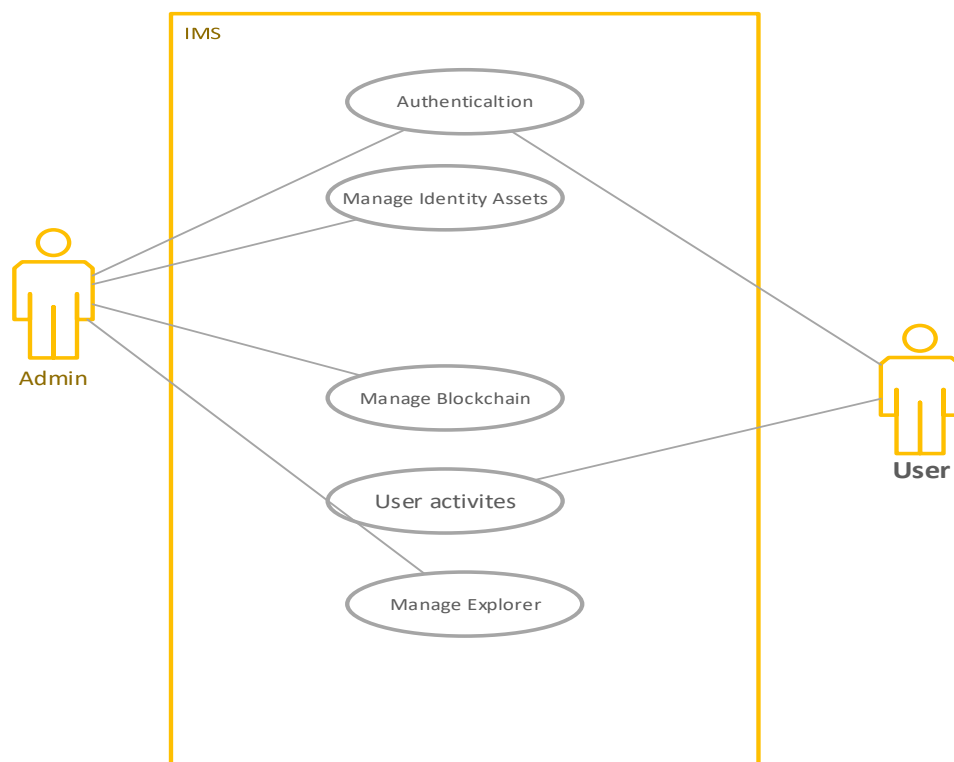 IMS
Authenticaltion
Manage Identity Assets
Admin
Manage Blockchain
User
User activites
Manage Explorer